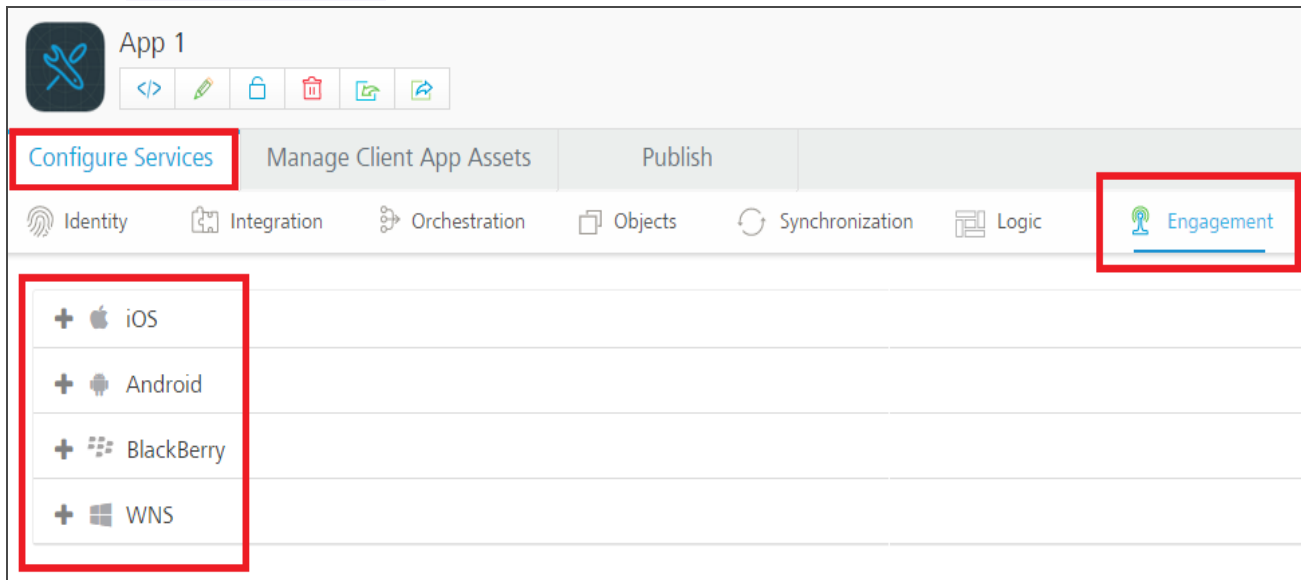 App 1
</>
Configure Services Manage Client App Assets Publish
Identity Integration Orchestration Objects Synchronization Logic Engagement
iOS
Android
BlackBerry
WNS